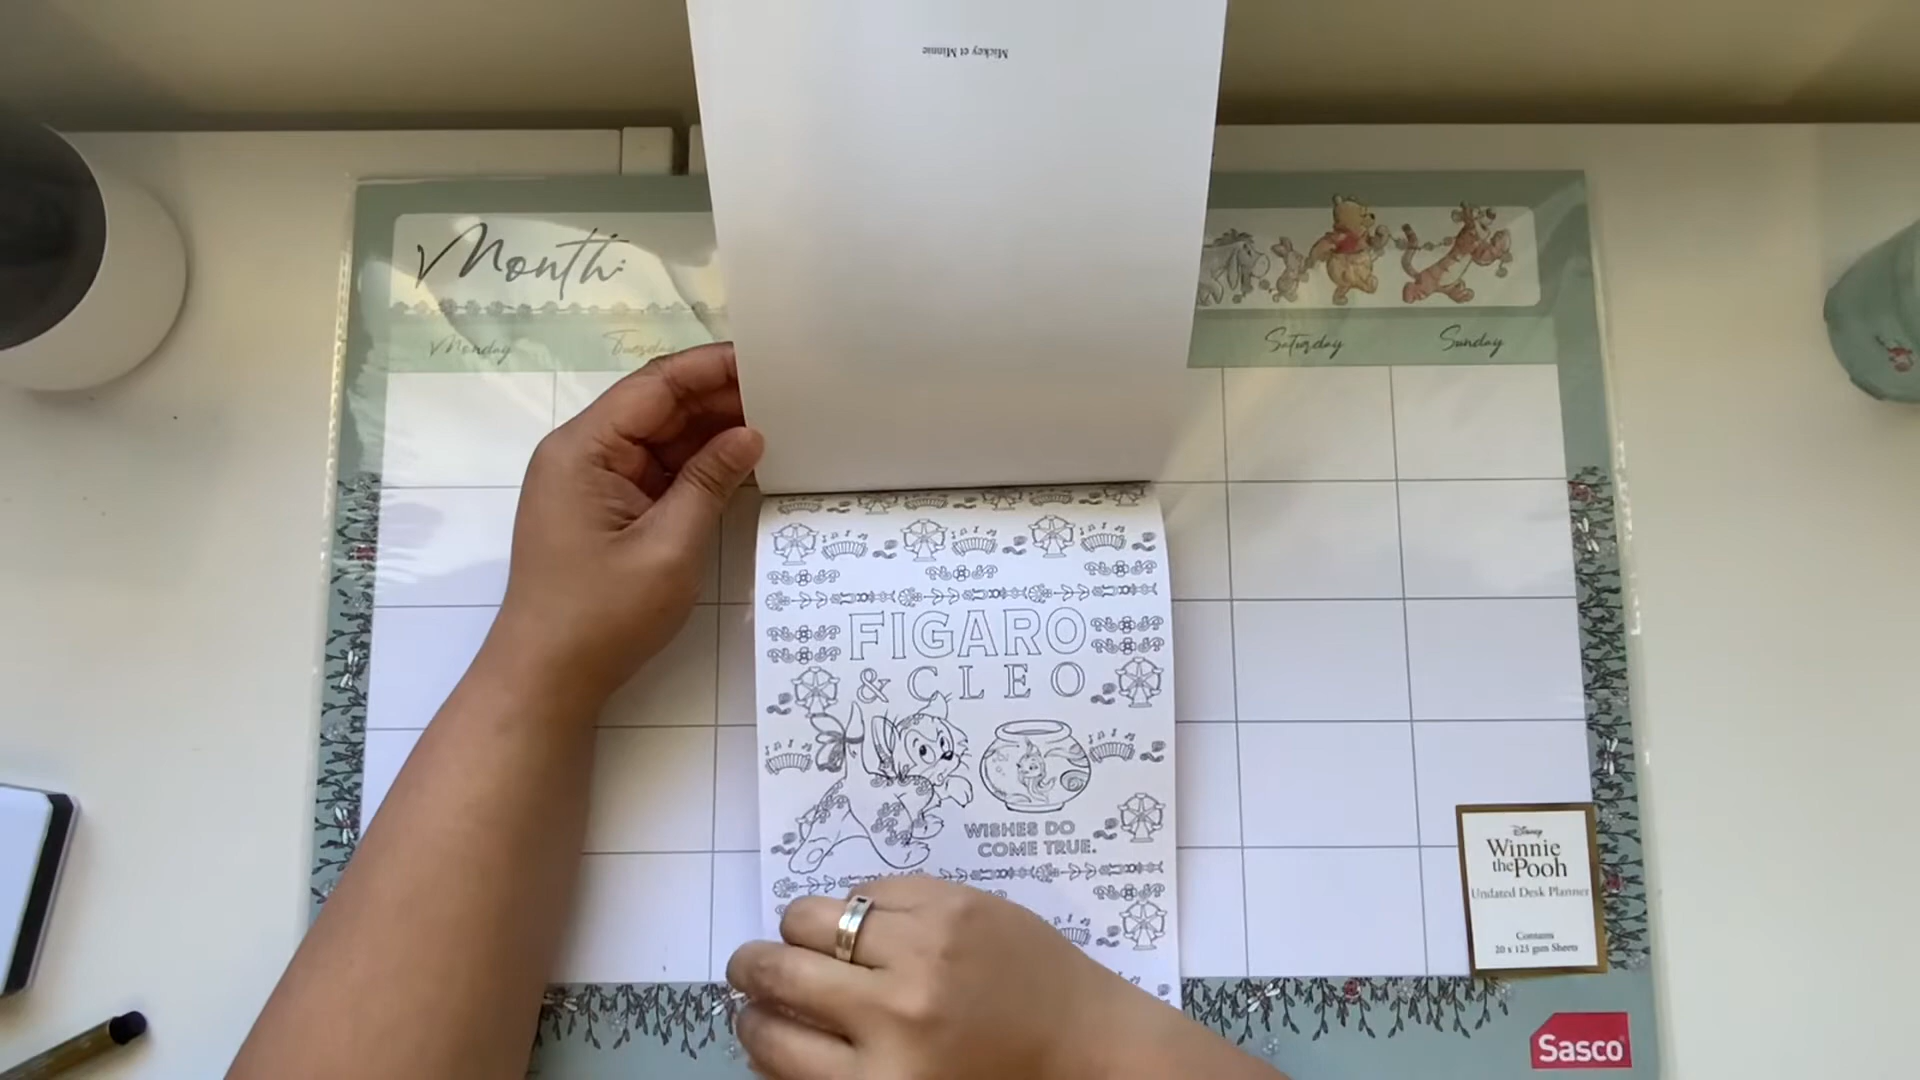 Mickey et Minnie
Month:
Monday
Tuesday
Saturday
Sunday
FIGARO
& CLEO
WISHES DO
COME TRUE.
Disney
Winnie
the Pooh
Undated Desk Planner
Contains
20 x 125 gsm Sheets
Sasco